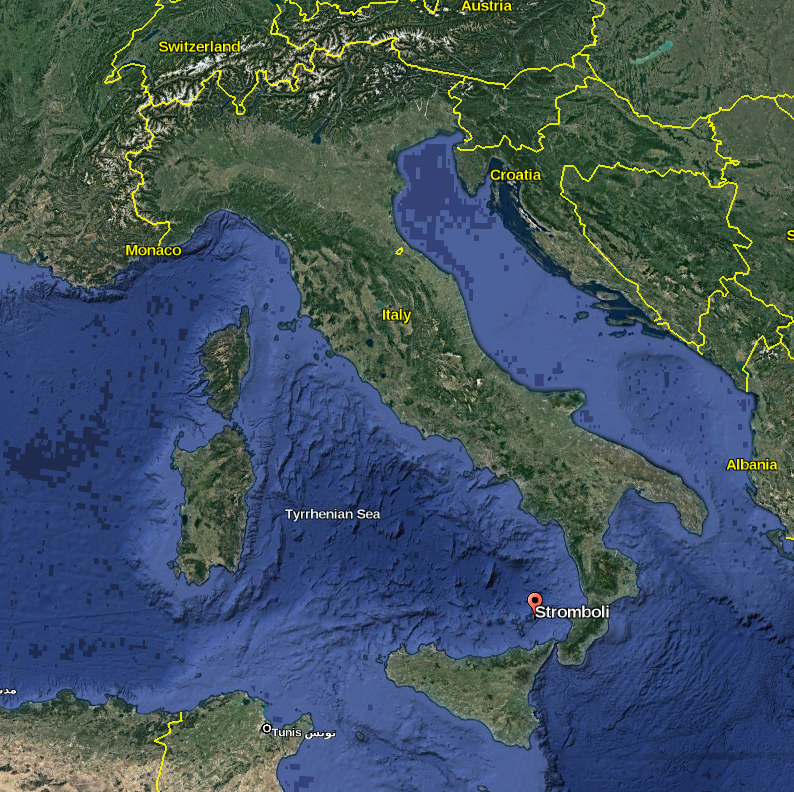 Austria
Switzerland
Croatia
Monaco
Italy
Albania
Tyrrhenian Sea
Stromboli
Tunis تونس